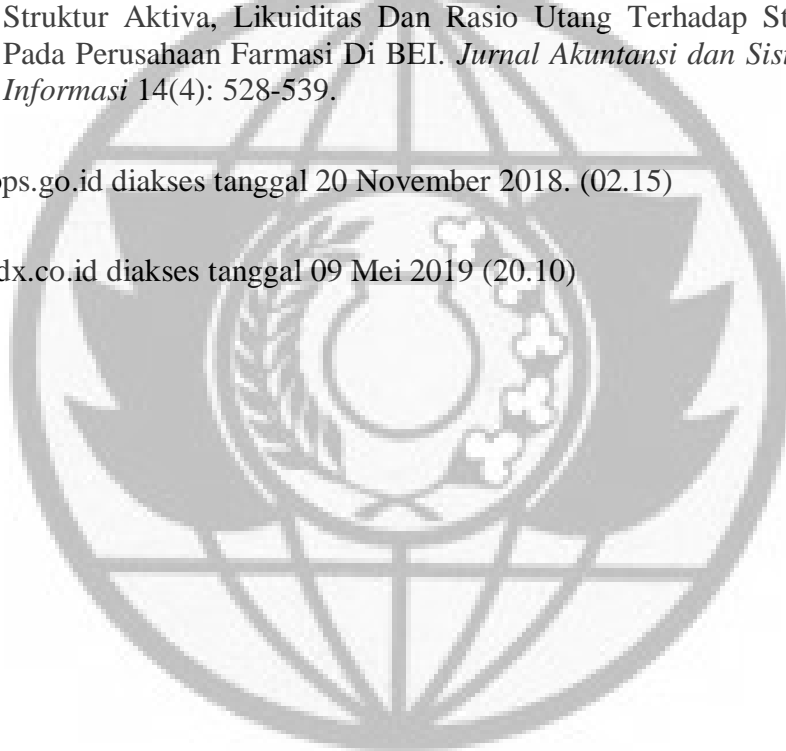 Struktur Aktiva, Likuiditas Dan Rasio Utang Terhadap
Pada Perusahaan Farmasi Di BEI. Jurnal Akuntansi dan
Informasi 14(4): 528-539.
ps.go.id diakses tanggal 20 November 2018. (02.15)
dx.co.id diakses tanggal 09 Mei 2019 (20.10)